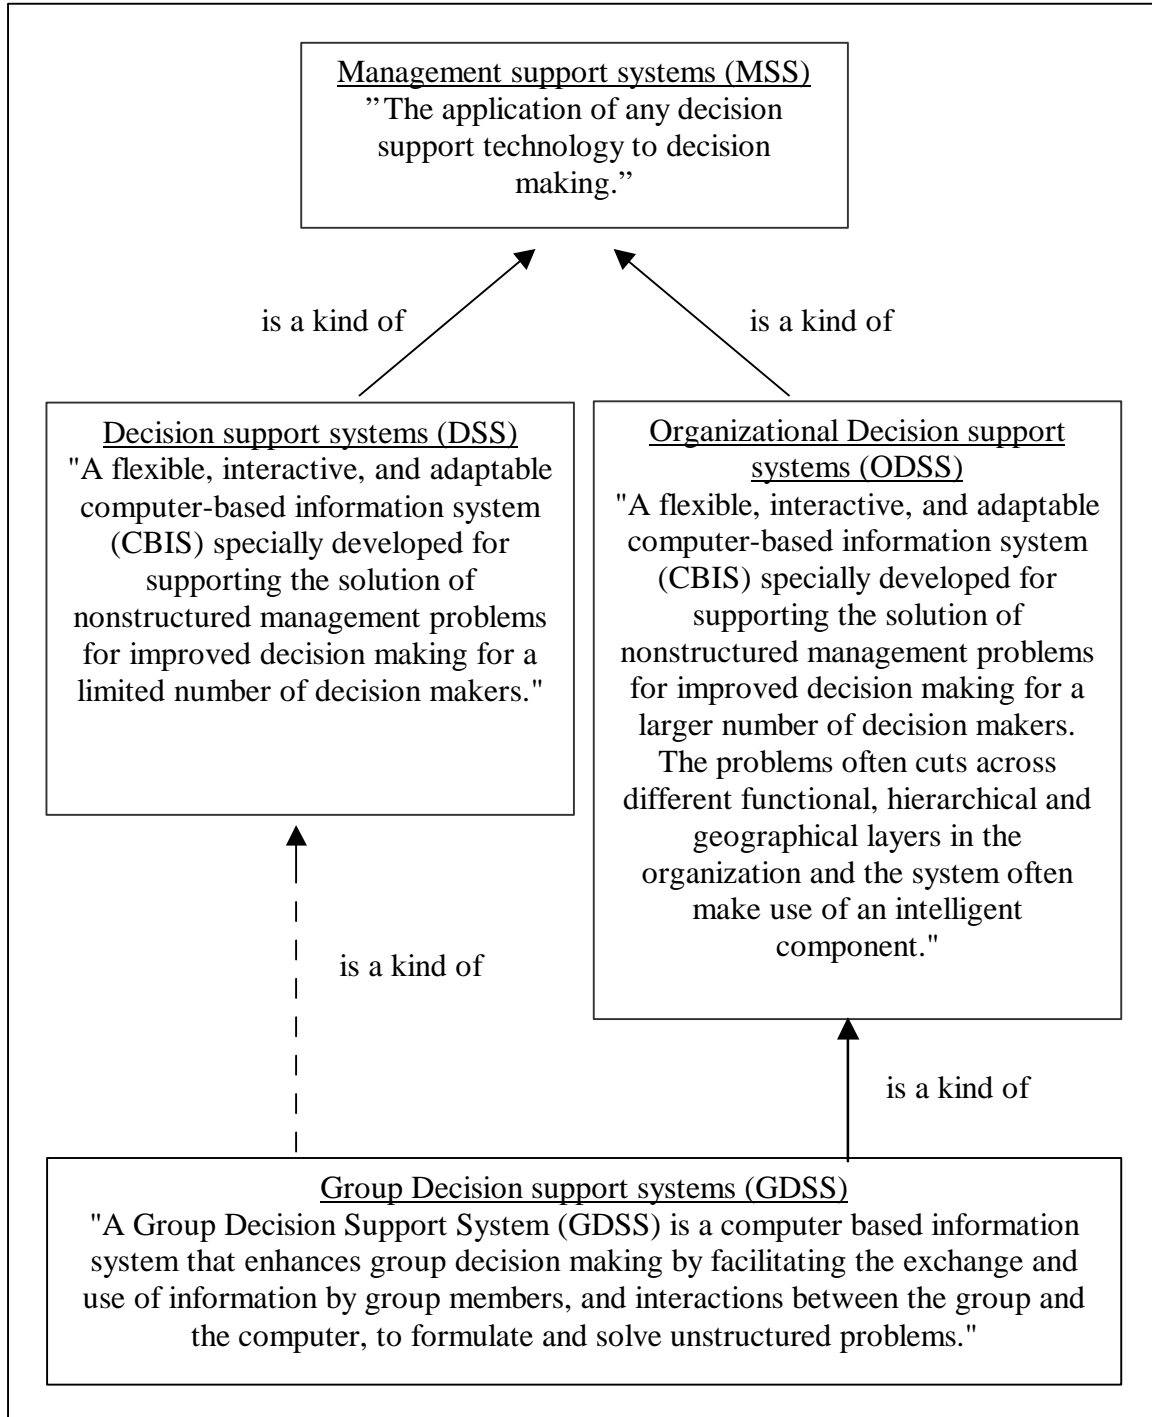 Management support systems (MSS)
”The application of any decision
support technology to decision
making.”
is a kind of
is a kind of
Decision support systems (DSS)
"A flexible, interactive, and adaptable
computer-based information system
(CBIS) specially developed for
supporting the solution of
nonstructured management problems
for improved decision making for a
limited number of decision makers."
Organizational Decision support
systems (ODSS)
"A flexible, interactive, and adaptable
computer-based information system
(CBIS) specially developed for
supporting the solution of
nonstructured management problems
for improved decision making for a
larger number of decision makers.
The problems often cuts across
different functional, hierarchical and
geographical layers in the
organization and the system often
make use of an intelligent
component."
is a kind of
is a kind of
Group Decision support systems (GDSS)
"A Group Decision Support System (GDSS) is a computer based information
system that enhances group decision making by facilitating the exchange and
use of information by group members, and interactions between the group and
the computer, to formulate and solve unstructured problems."